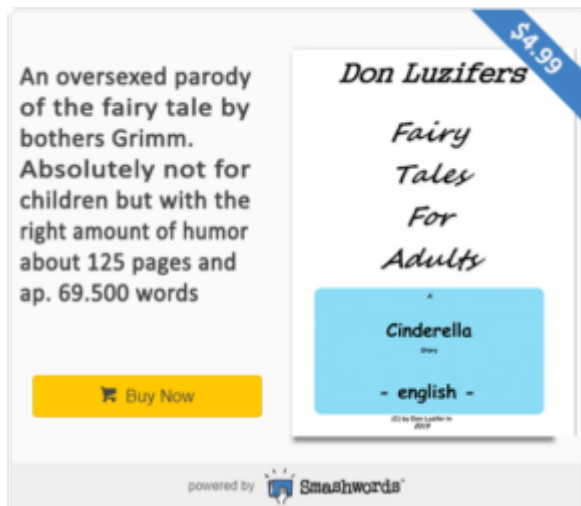 An oversexed parody
of the fairy tale by
bothers Grimm.
Absolutely not for
children but with the
right amount of humor
about 125 pages and
ap. 69.500 words
Buy Now
$4.99
Don Luzifers
Fairy
Tales
For
Adults
A
Cinderella
Story
- english -
(C) by Don Luzifer in
2019
powered by Smashwords